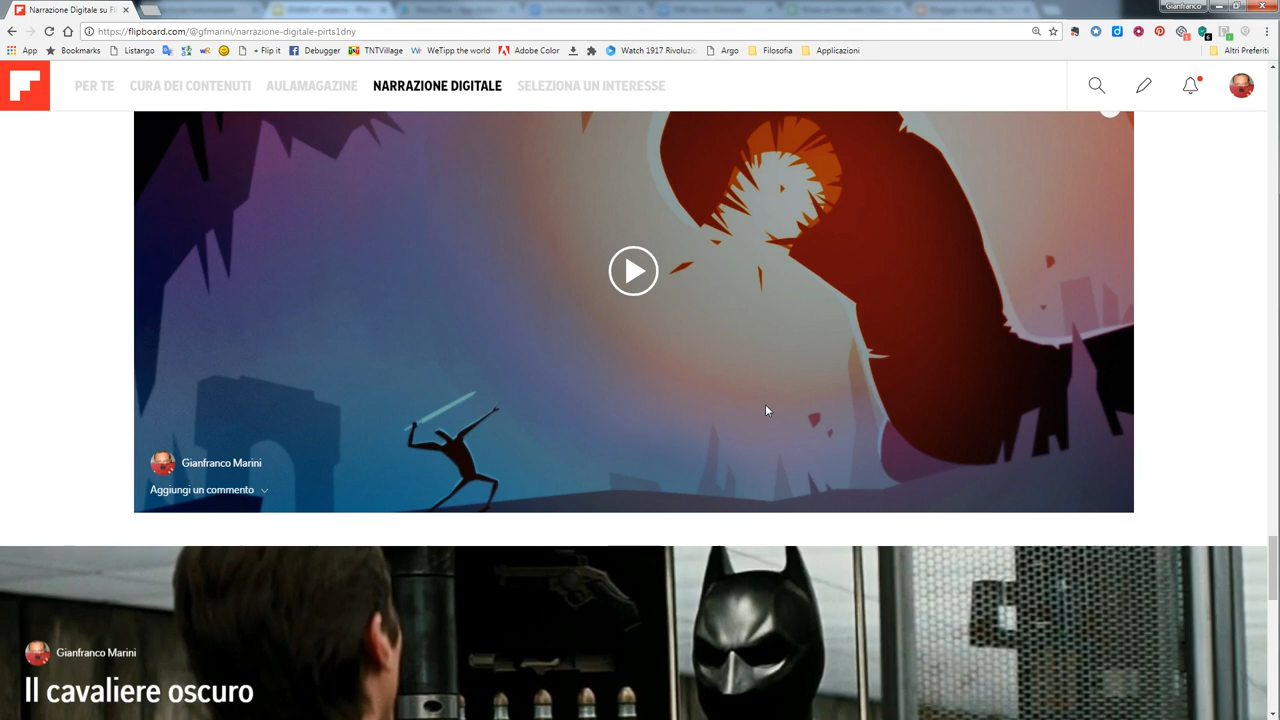 Gianfranco
Narrazione Digitale su Fl
https://flipboard.com/@gfmarini/narrazione-digitale-pirts1dny
App
Bookmarks
Listango
wR
+ Flip it
Debugger
TNTVillage
WeTipp the world
Adobe Color
Watch 1917 Rivoluzio
Argo
Filosofia
Applicazioni
Altri Preferiti
PER TE
CURA DEI CONTENUTI
AULAMAGAZINE
NARRAZIONE DIGITALE
SELEZIONA UN INTERESSE
Gianfranco Marini
Aggiungi un commento
Gianfranco Marini
Il cavaliere oscuro